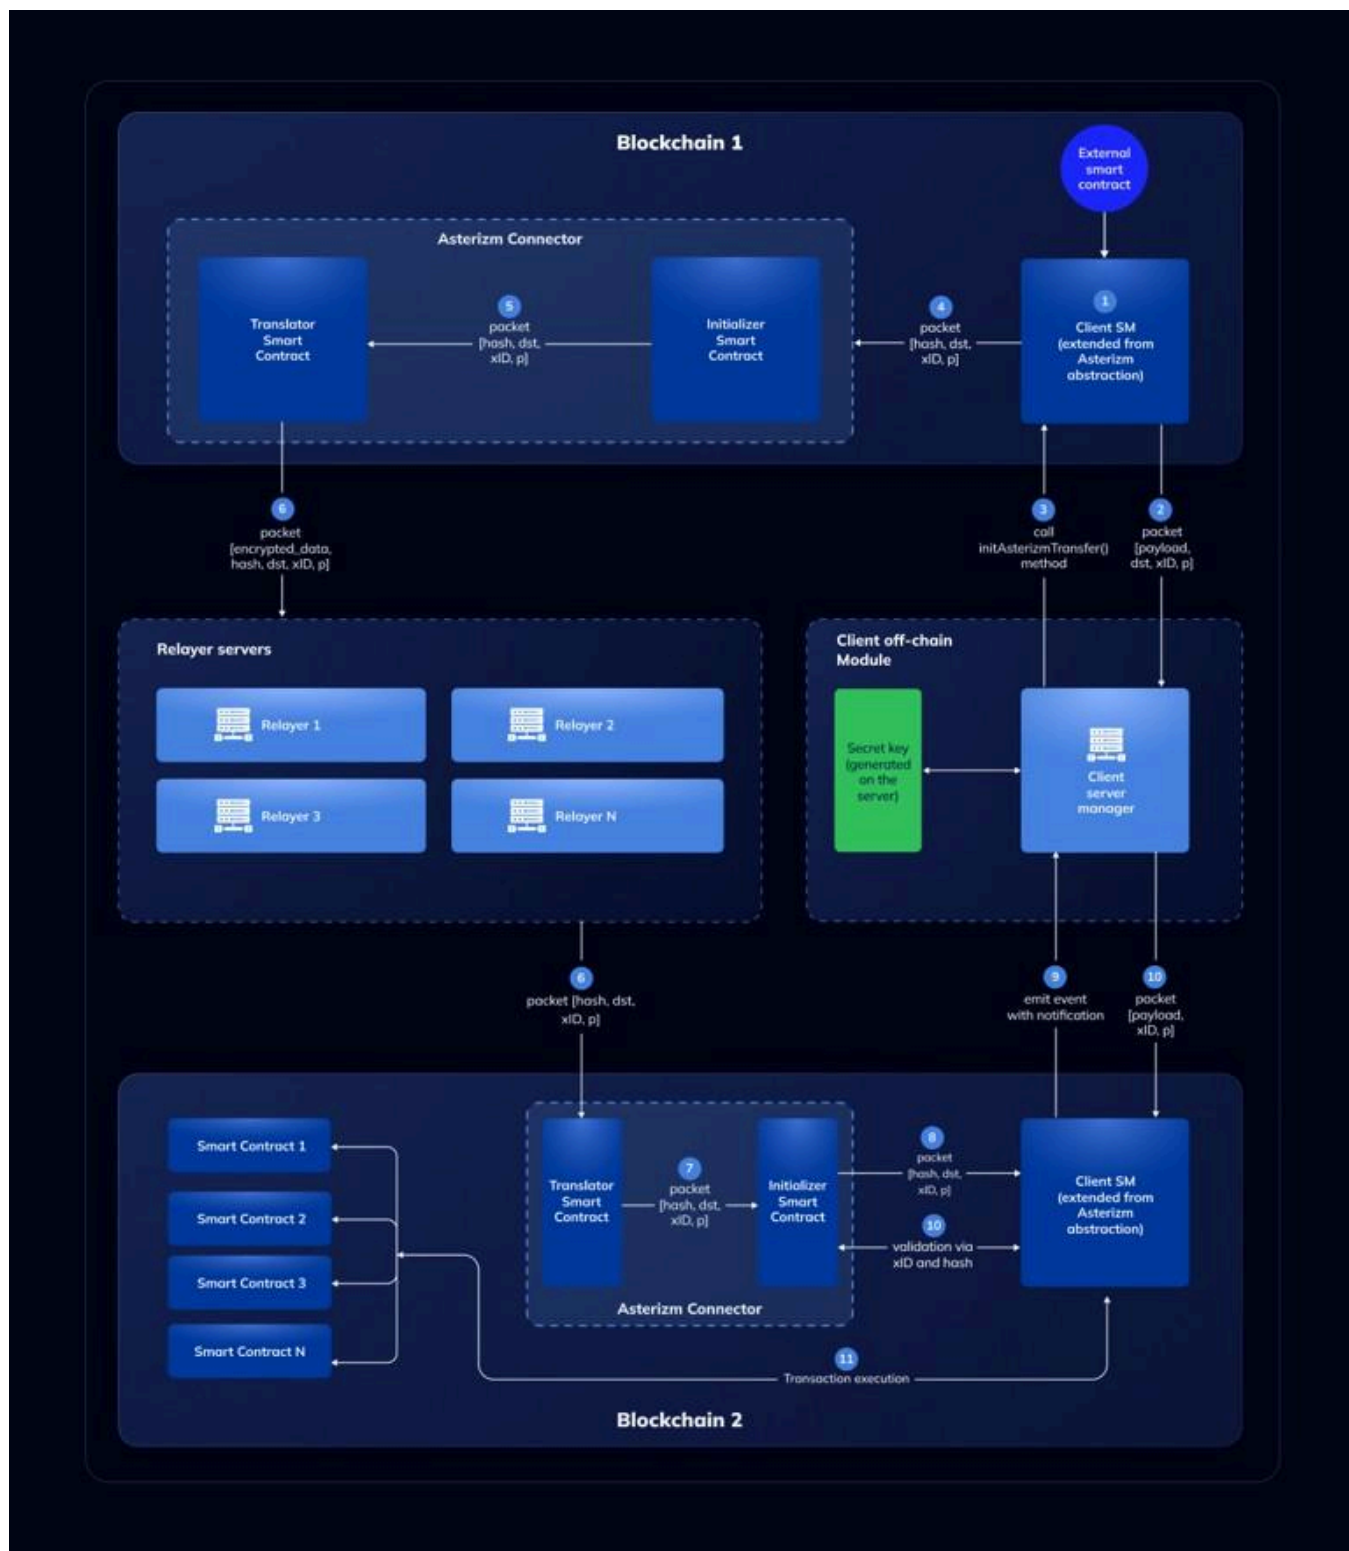 Blockchain 1
External
smart
contract
Asterizm Connector
Translator
Smart
Contract
5
packet
[hash, dst,
xID, p]
Initializer
Smart
Contract
4
packet
[hash, dst,
xID, p]
1
Client SM
(extended from
Asterizm
abstraction)
6
packet
[encrypted_data,
hash, dst, xID, p]
3
call
initAsterizmTransfer()
method
2
packet
[payload,
dst, xID, p]
Relayer servers
Relayer 1
Relayer 2
Relayer 3
Relayer N
Client off-chain
Module
Secret key
(generated
on the
server)
Client
server
manager
6
packet [hash, dst,
xID, p]
9
emit event
with notification
10
packet
[payload,
xID, p]
Smart Contract 1
Smart Contract 2
Smart Contract 3
Smart Contract N
Translator
Smart
Contract
7
packet
[hash, dst,
xID, p]
Initializer
Smart
Contract
Asterizm Connector
8
packet
[hash, dst,
xID, p]
10
validation via
xID and hash
Client SM
(extended from
Asterizm
abstraction)
11
Transaction execution
Blockchain 2